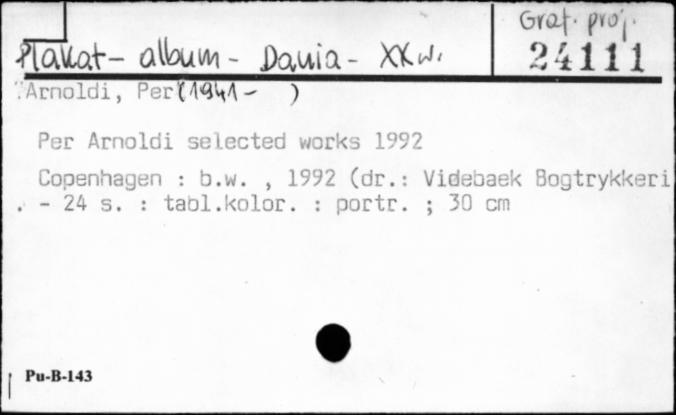 Graf. proj.
Plakat - album - Dania - XX w.
24111
Arnoldi, Per (1941 - )
Per Arnoldi selected works 1992
Copenhagen : b.w. , 1992 (dr.: Videbaek Bogtrykkeri
. - 24 s. : tabl.kolor. : portr. ; 30 cm
Pu-B-143